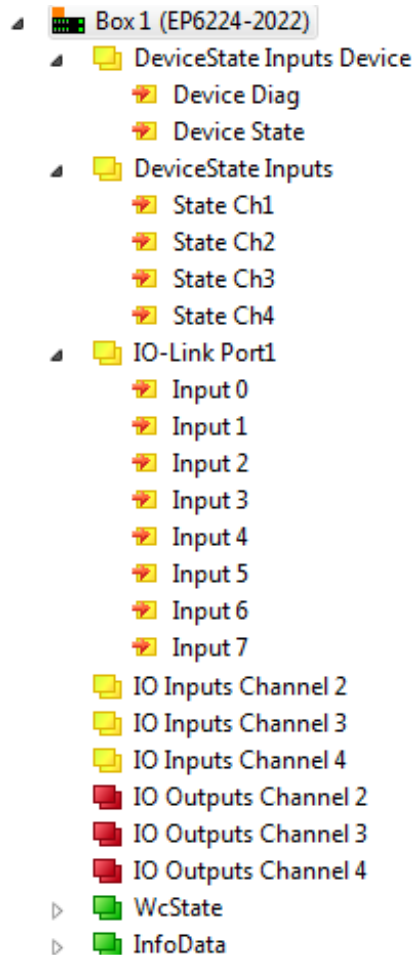 Box 1 (EP6224-2022)
DeviceState Inputs Device
Device Diag
Device State
DeviceState Inputs
State Ch1
State Ch2
State Ch3
State Ch4
IO-Link Port1
Input 0
Input 1
Input 2
Input 3
Input 4
Input 5
Input 6
Input 7
IO Inputs Channel 2
IO Inputs Channel 3
IO Inputs Channel 4
IO Outputs Channel 2
IO Outputs Channel 3
IO Outputs Channel 4
WcState
InfoData